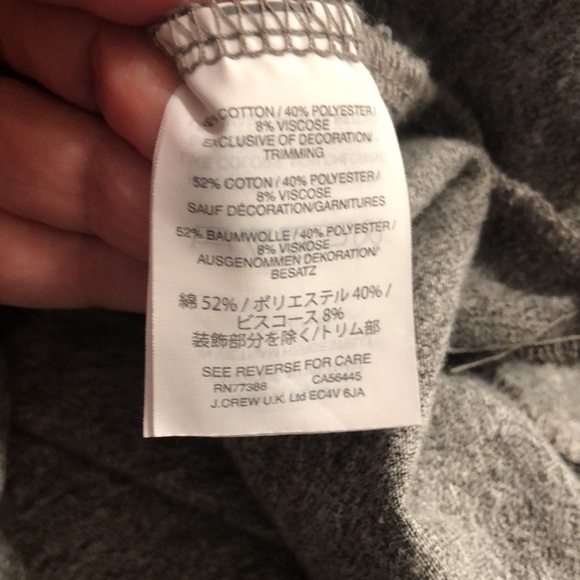 COTTON / 40% POLYESTER /
8% VISCOSE
EXCLUSIVE OF DECORATION/
TRIMMING
52% COTON / 40% POLYESTER /
8% VISCOSE
SAUF DÉCORATION/GARNITURES
52% BAUMWOLLE / 40% POLYESTER /
8% VISKOSE
AUSGENOMMEN DEKORATION/
BESATZ
綿 52% / ポリエステル 40% /
ビスコース 8%
装飾部分を除く/トリム部
SEE REVERSE FOR CARE
RN77388 CA56445
J.CREW U.K. Ltd EC4V 6JA